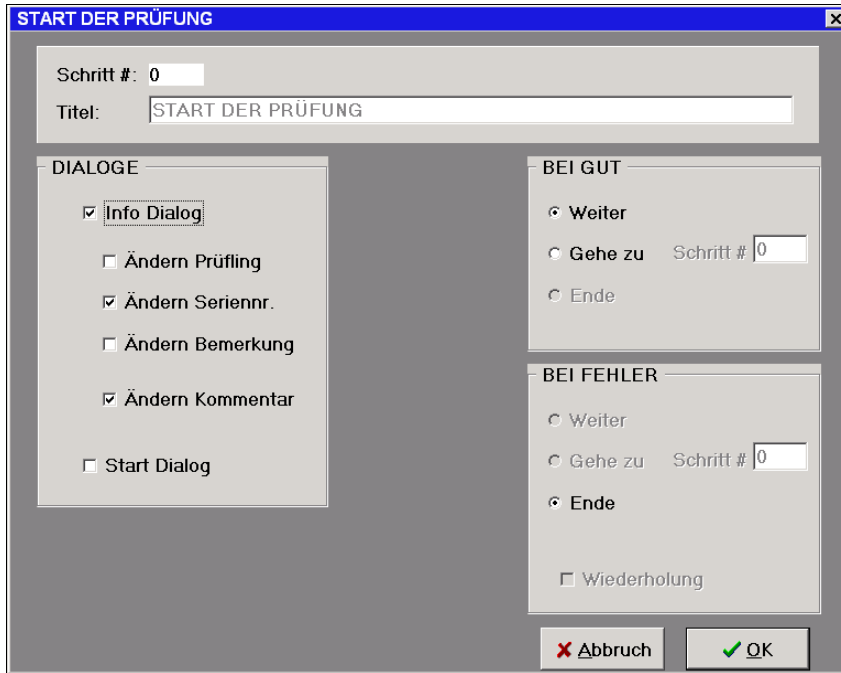 START DER PRÜFUNG
Schritt #: 0
Titel: START DER PRÜFUNG
DIALOGE
Info Dialog
Ändern Prüfling
Ändern Seriennr.
Ändern Bemerkung
Ändern Kommentar
Start Dialog
BEI GUT
Weiter
Gehe zu Schritt # 0
Ende
BEI FEHLER
Weiter
Gehe zu Schritt # 0
Ende
Wiederholung
Abbruch OK